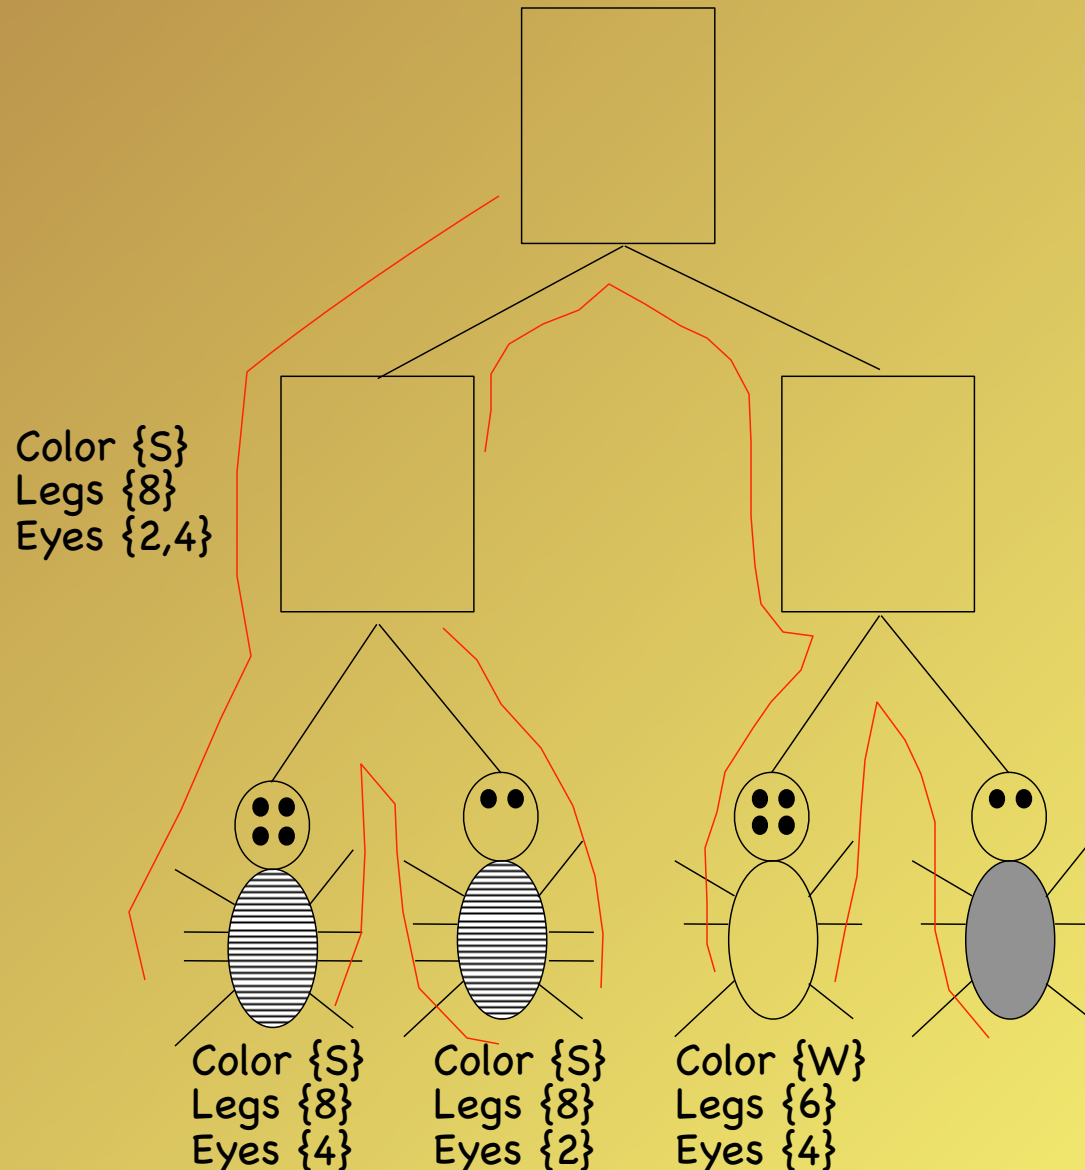 Color {S}
Legs {8}
Eyes {2,4}
Color {S}
Legs {8}
Eyes {4}
Color {S}
Legs {8}
Eyes {2}
Color {W}
Legs {6}
Eyes {4}